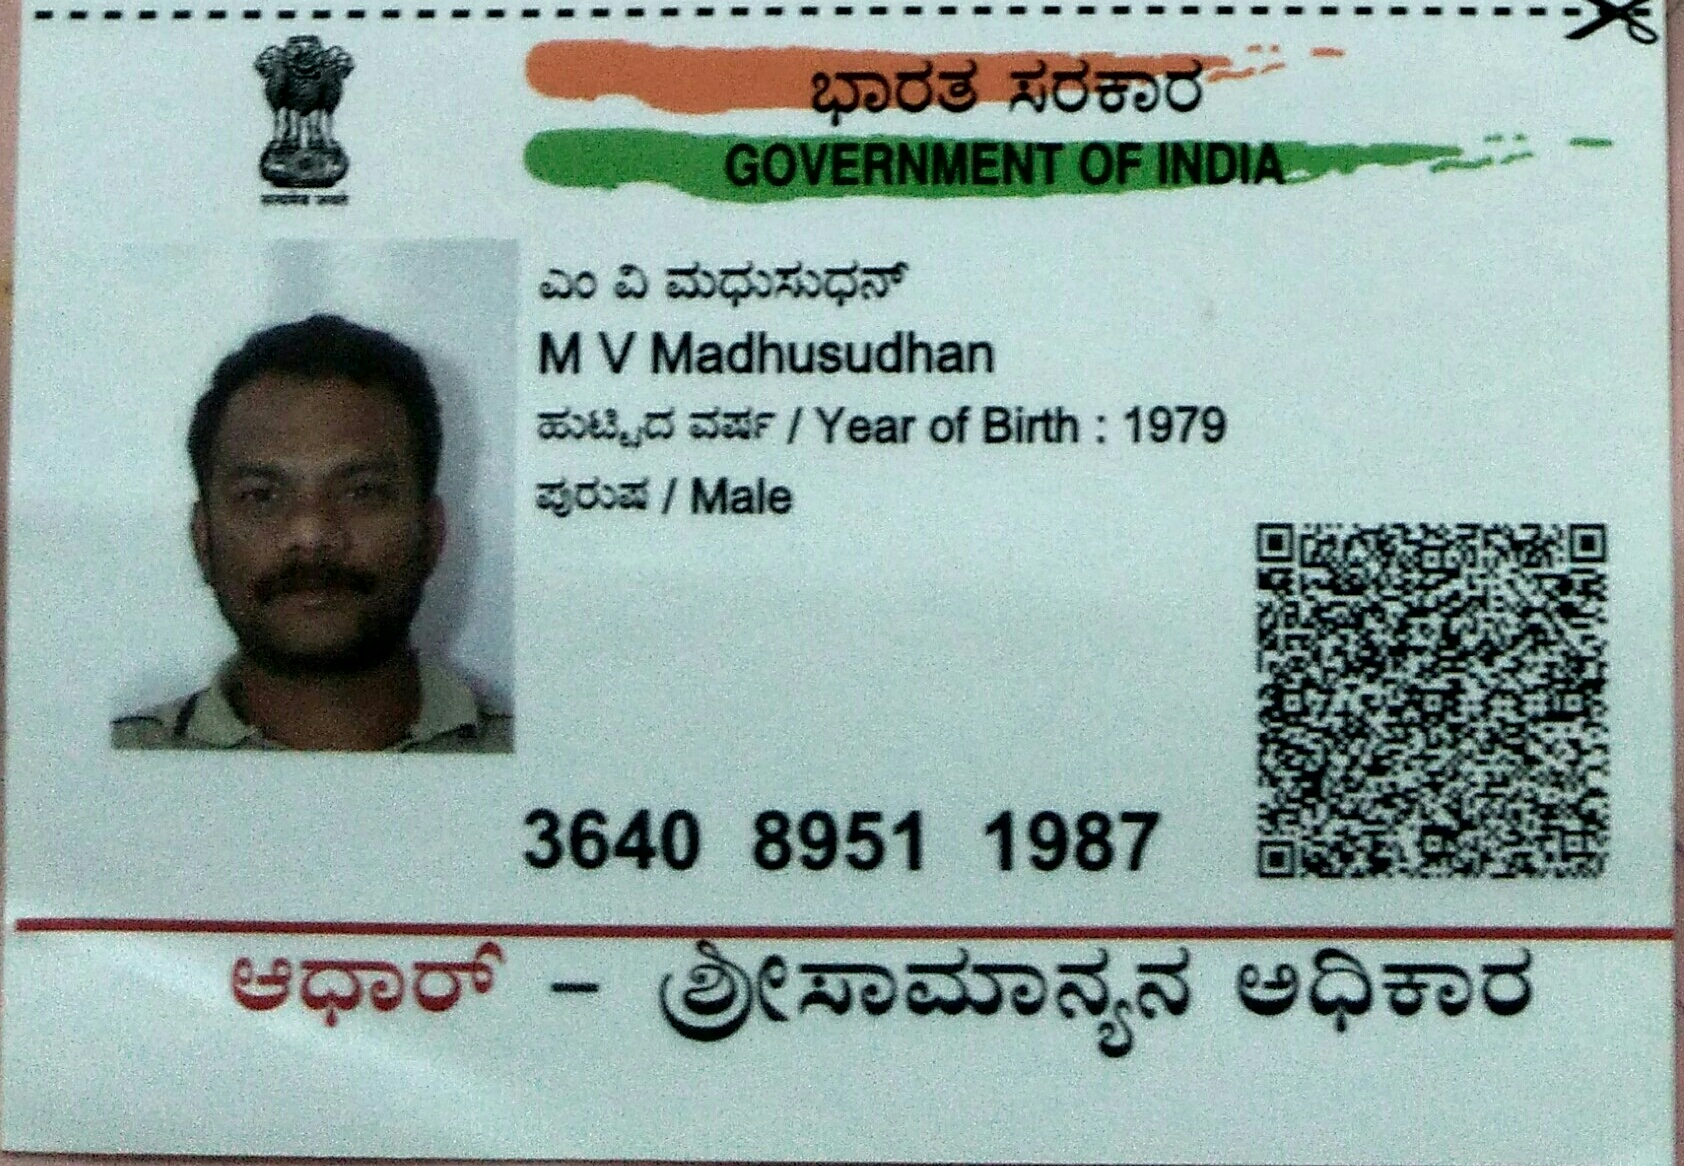 ಭಾರತ ಸರಕಾರ
GOVERNMENT OF INDIA
ಎಂ ವಿ ಮಧುಸುಧನ್
M V Madhusudhan
ಹುಟ್ಟಿದ ವರ್ಷ / Year of Birth : 1979
ಪುರುಷ / Male
3640 8951 1987
ಆಧಾರ್ – ಶ್ರೀಸಾಮಾನ್ಯನ ಅಧಿಕಾರ